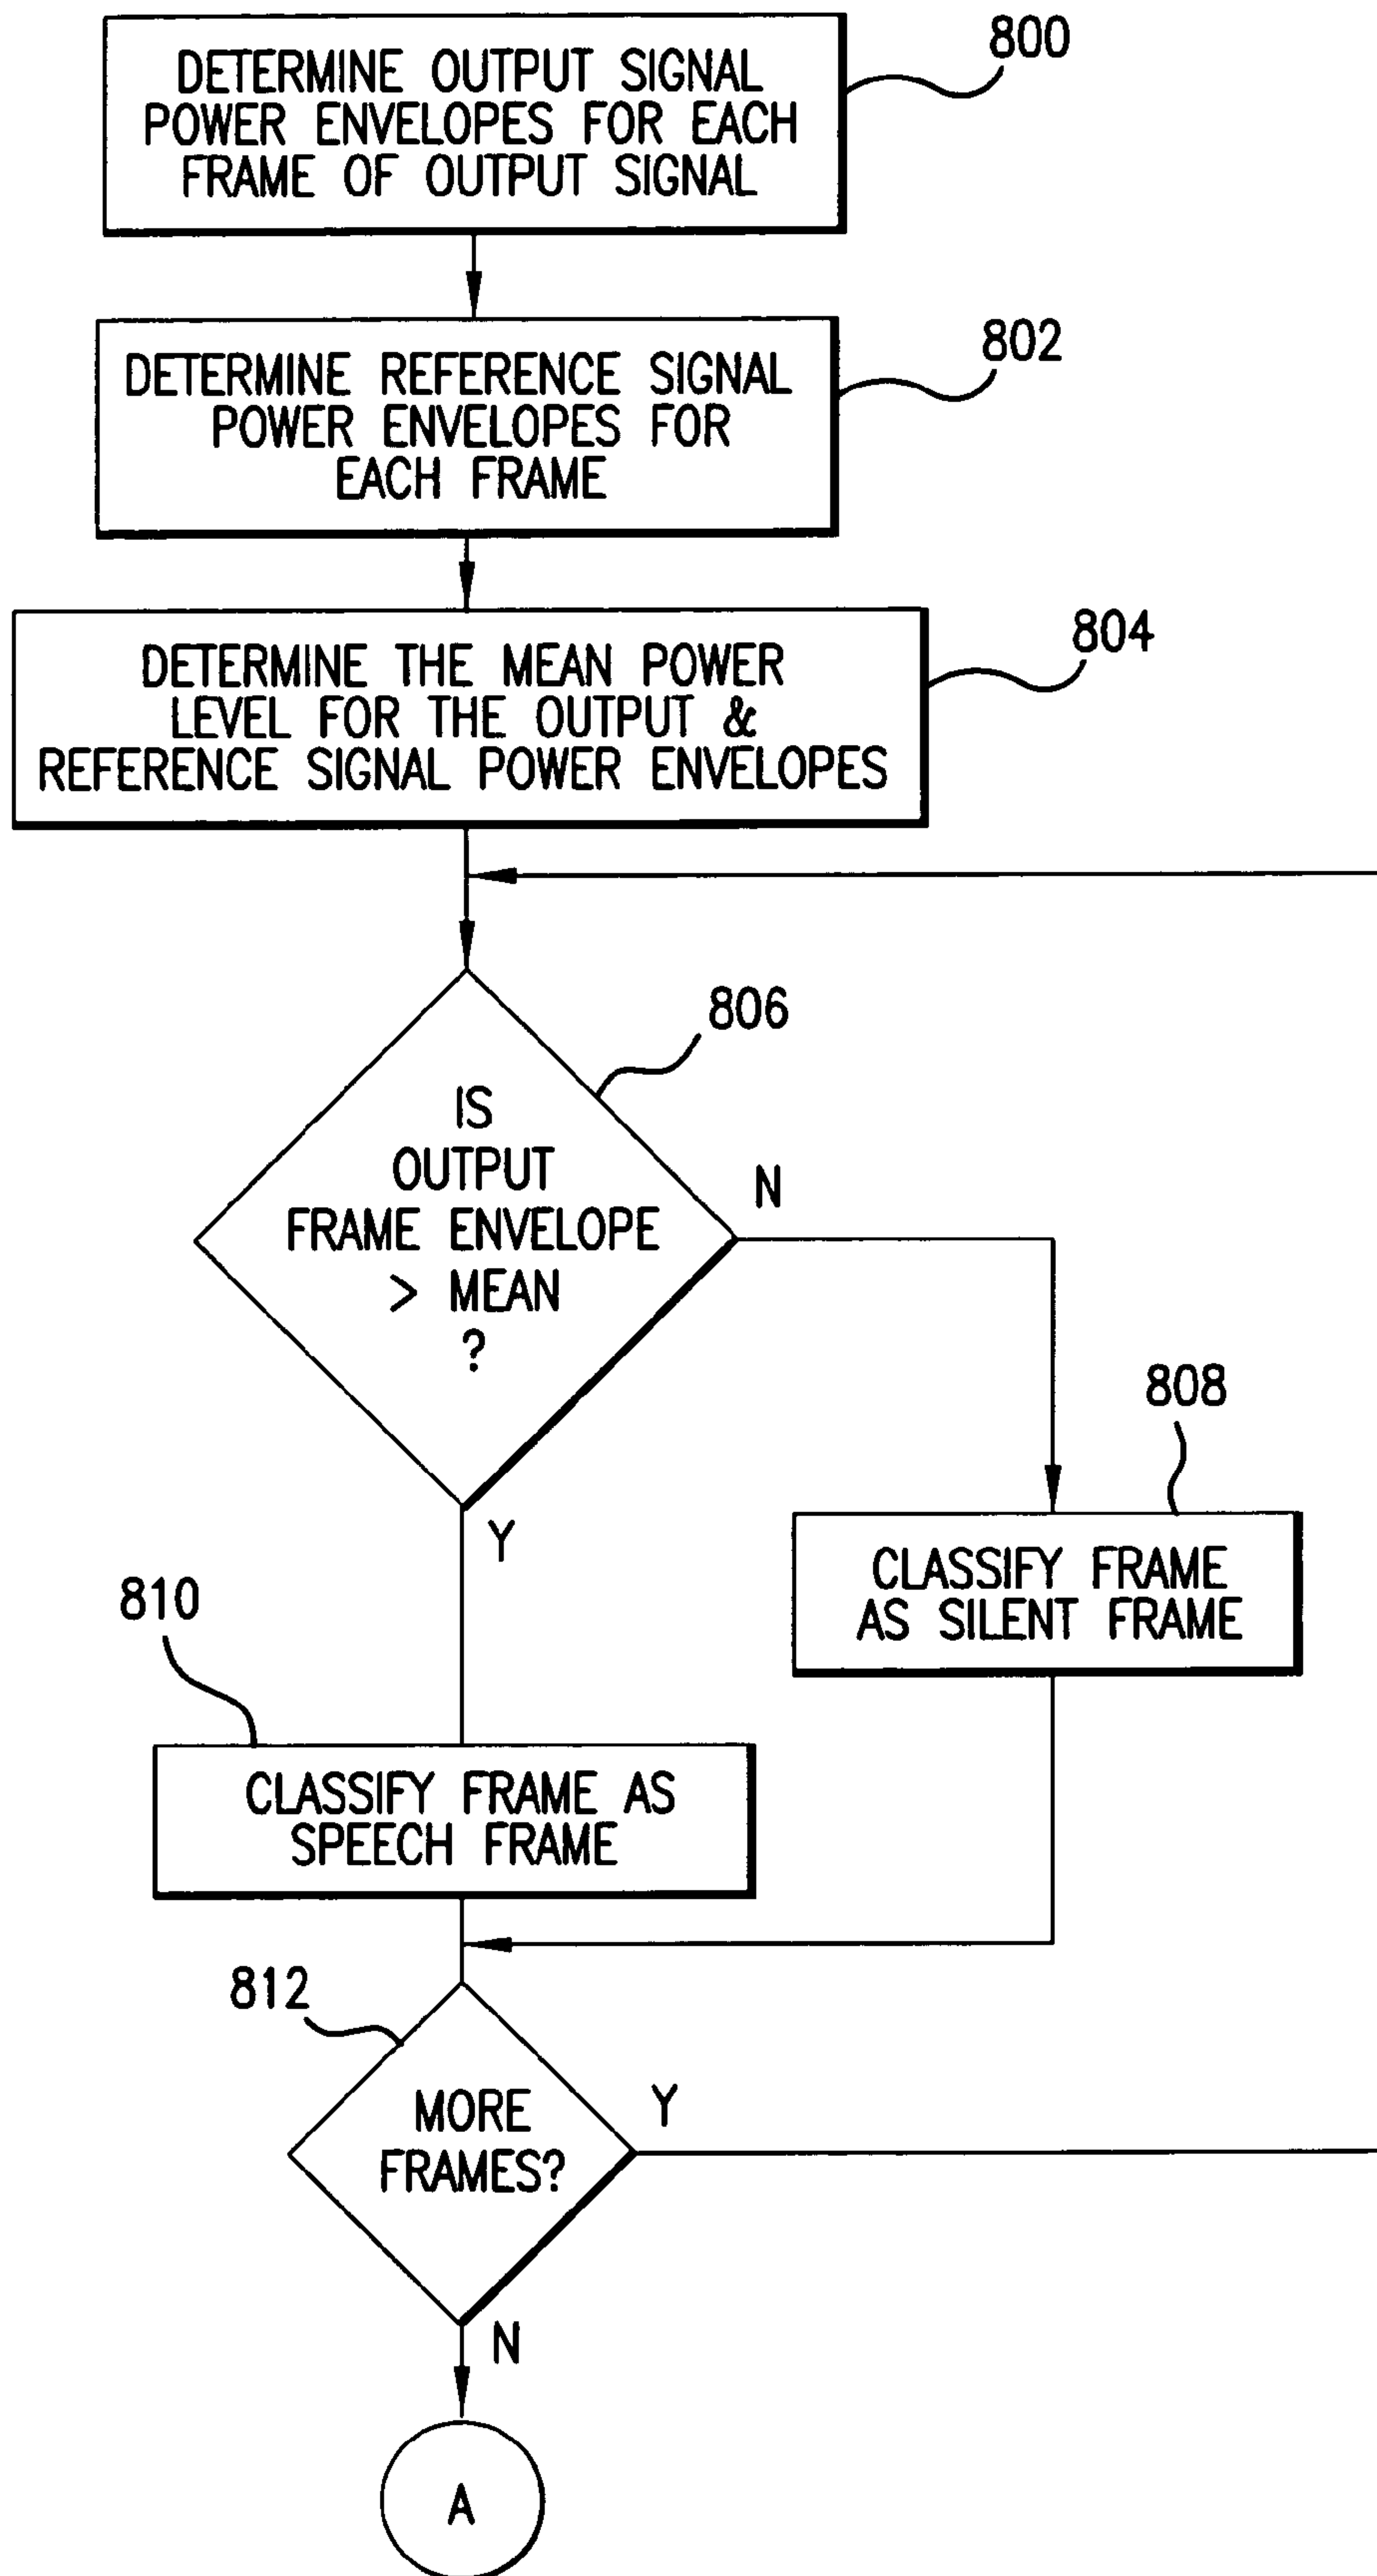 800
DETERMINE OUTPUT SIGNAL
POWER ENVELOPES FOR EACH
FRAME OF OUTPUT SIGNAL
802
DETERMINE REFERENCE SIGNAL
POWER ENVELOPES FOR
EACH FRAME
804
DETERMINE THE MEAN POWER
LEVEL FOR THE OUTPUT &
REFERENCE SIGNAL POWER ENVELOPES
806
IS
OUTPUT
FRAME ENVELOPE
> MEAN
?
N
Y
808
CLASSIFY FRAME
AS SILENT FRAME
810
CLASSIFY FRAME AS
SPEECH FRAME
812
MORE
FRAMES?
Y
N
A